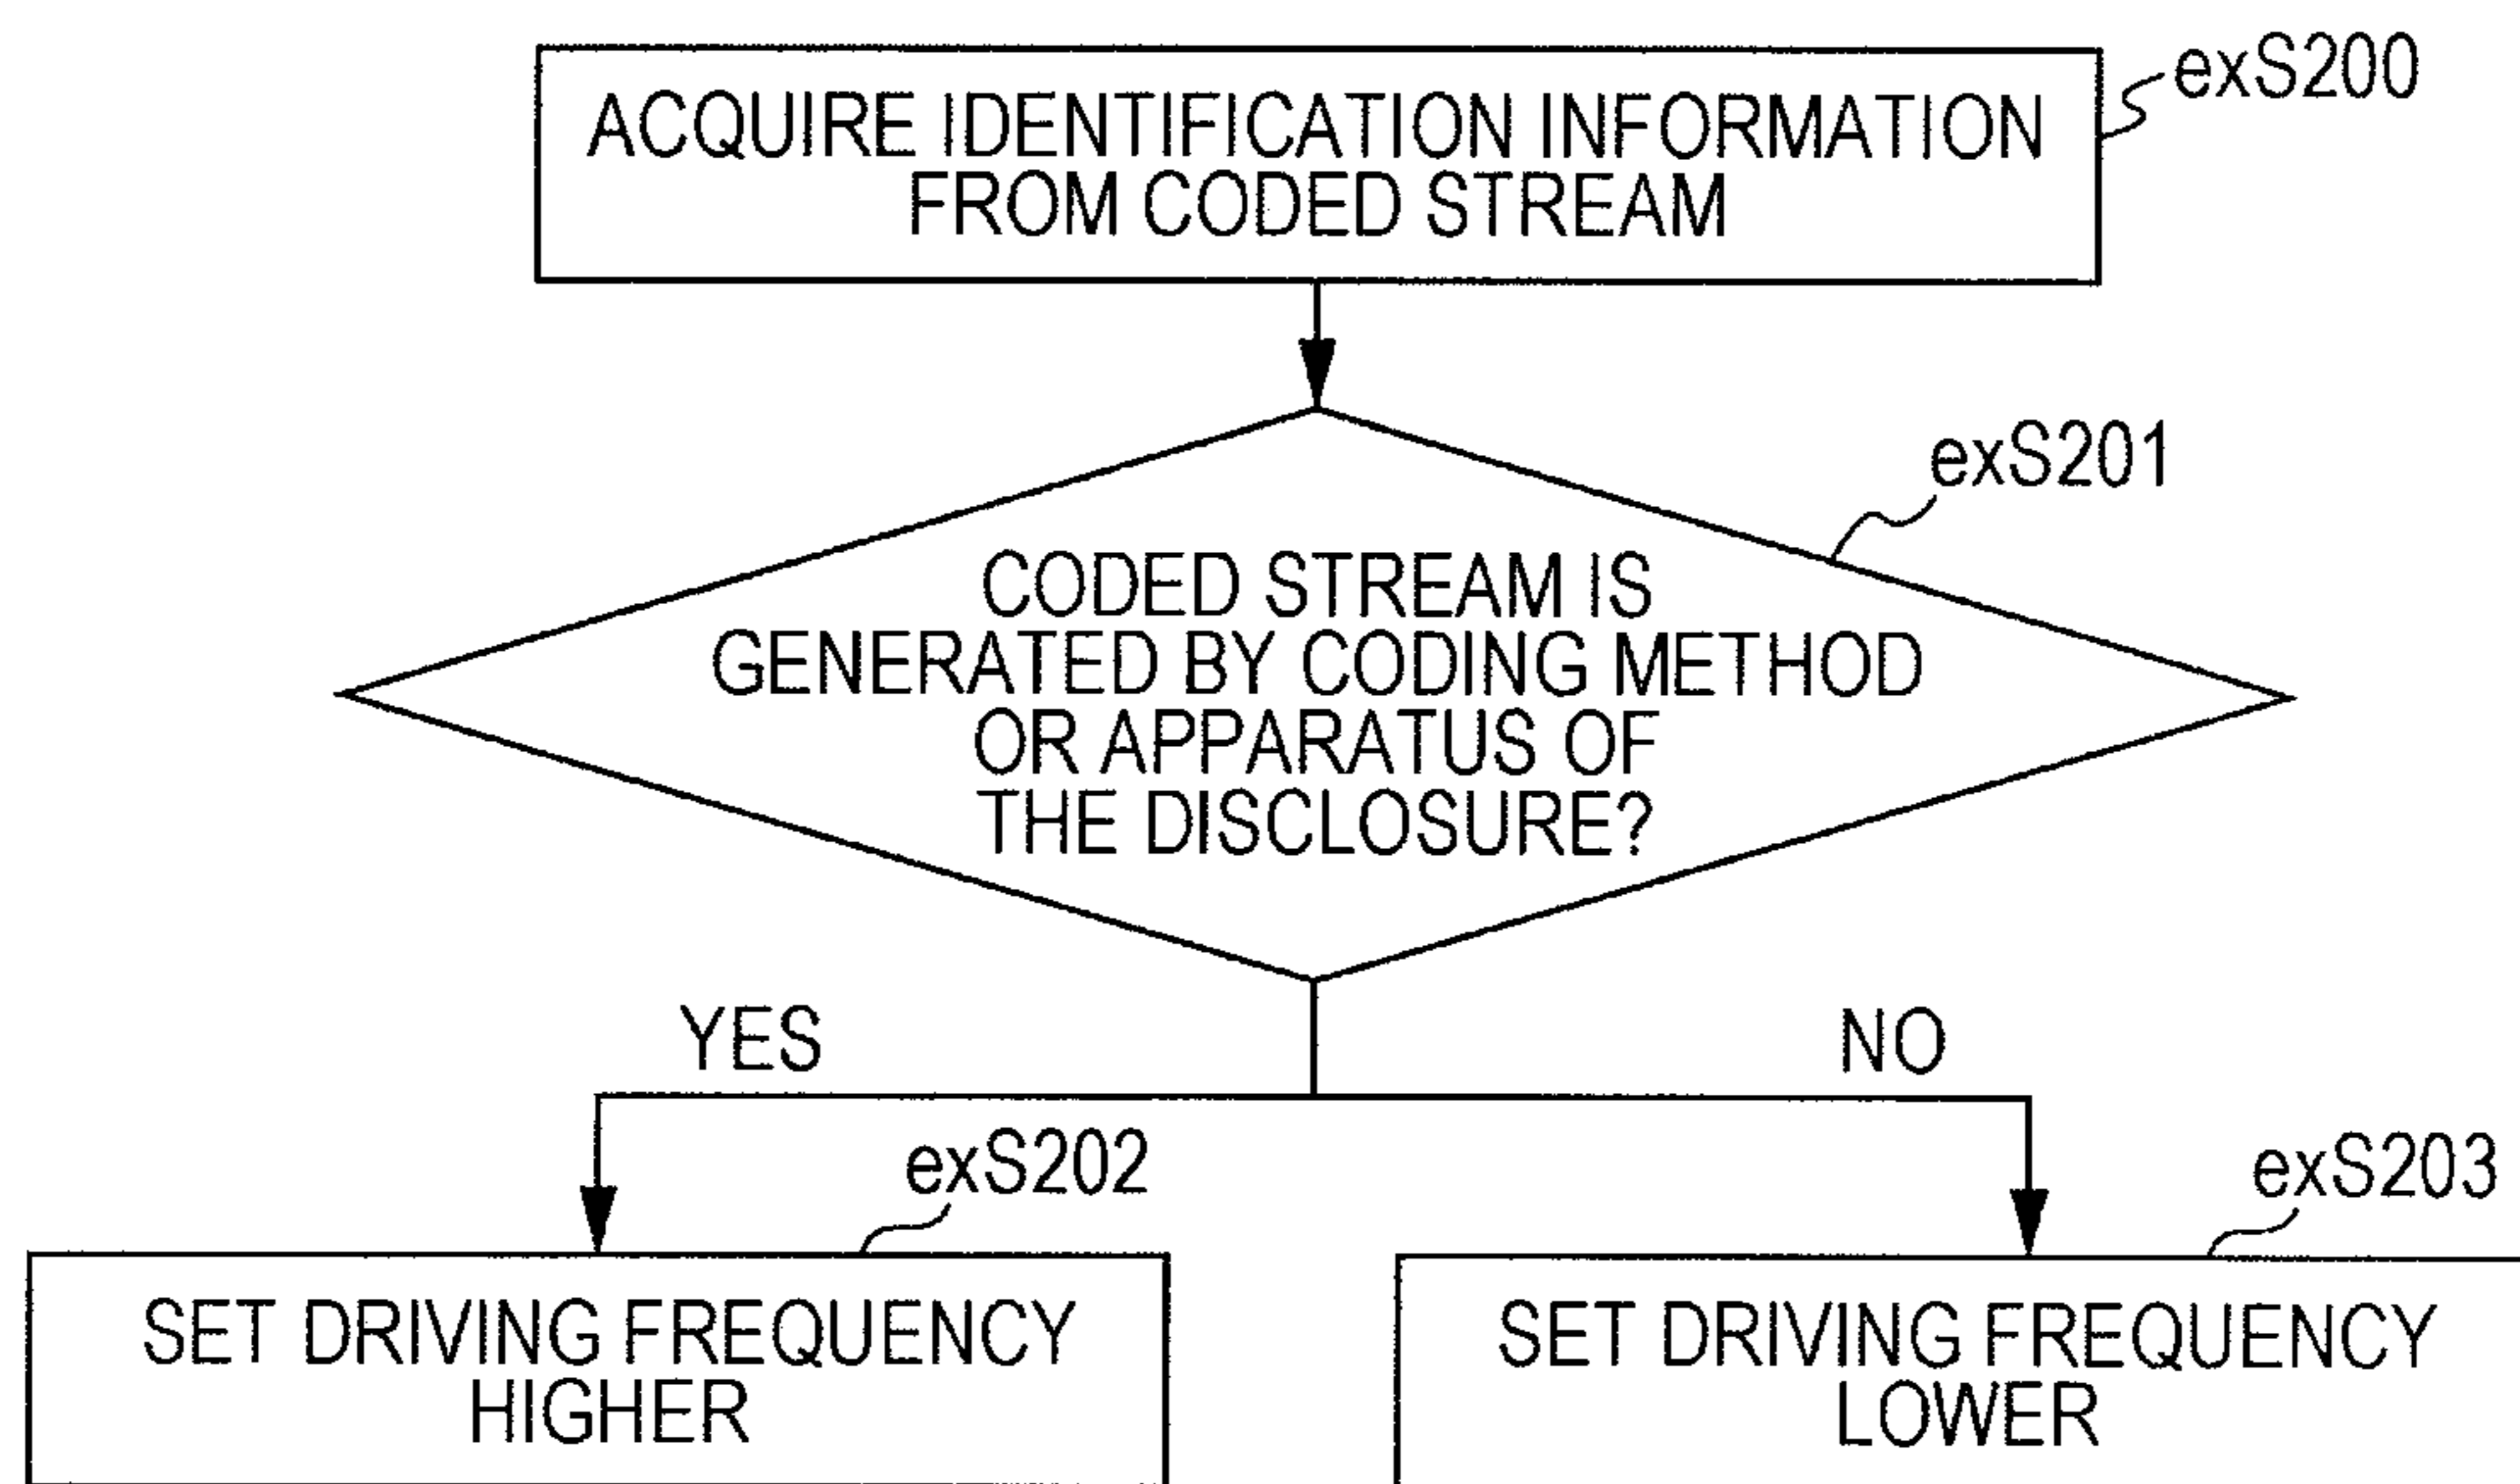 exS200
ACQUIRE IDENTIFICATION INFORMATION
FROM CODED STREAM
exS201
CODED STREAM IS
GENERATED BY CODING METHOD
OR APPARATUS OF
THE DISCLOSURE?
YES
NO
exS202
exS203
SET DRIVING FREQUENCY
HIGHER
SET DRIVING FREQUENCY
LOWER